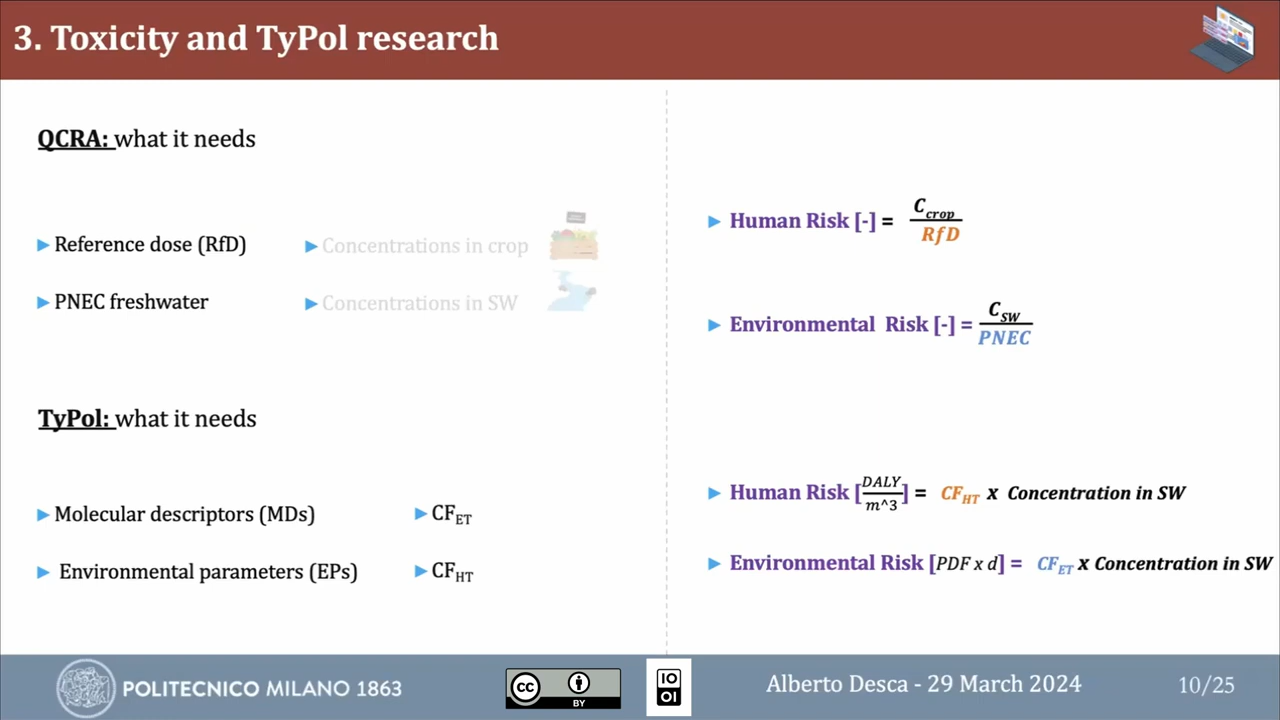 3. Toxicity and TyPol research
QCRA: what it needs
Reference dose (RfD)
Concentrations in crop
PNEC freshwater
Concentrations in SW
Human Risk [-] = C_crop / RfD
Environmental Risk [-] = C_SW / PNEC
TyPol: what it needs
Molecular descriptors (MDs)
CF_ET
Environmental parameters (EPs)
CF_HT
Human Risk [DALY / m^3] = CF_HT x Concentration in SW
Environmental Risk [PDF x d] = CF_ET x Concentration in SW
POLITECNICO MILANO 1863
cc
BY
IO
OI
Alberto Desca - 29 March 2024
10/25